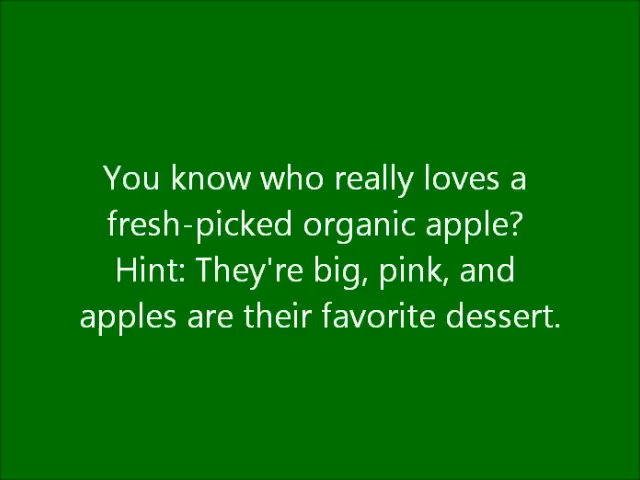 You know who really loves a
fresh-picked organic apple?
Hint: They're big, pink, and
apples are their favorite dessert.